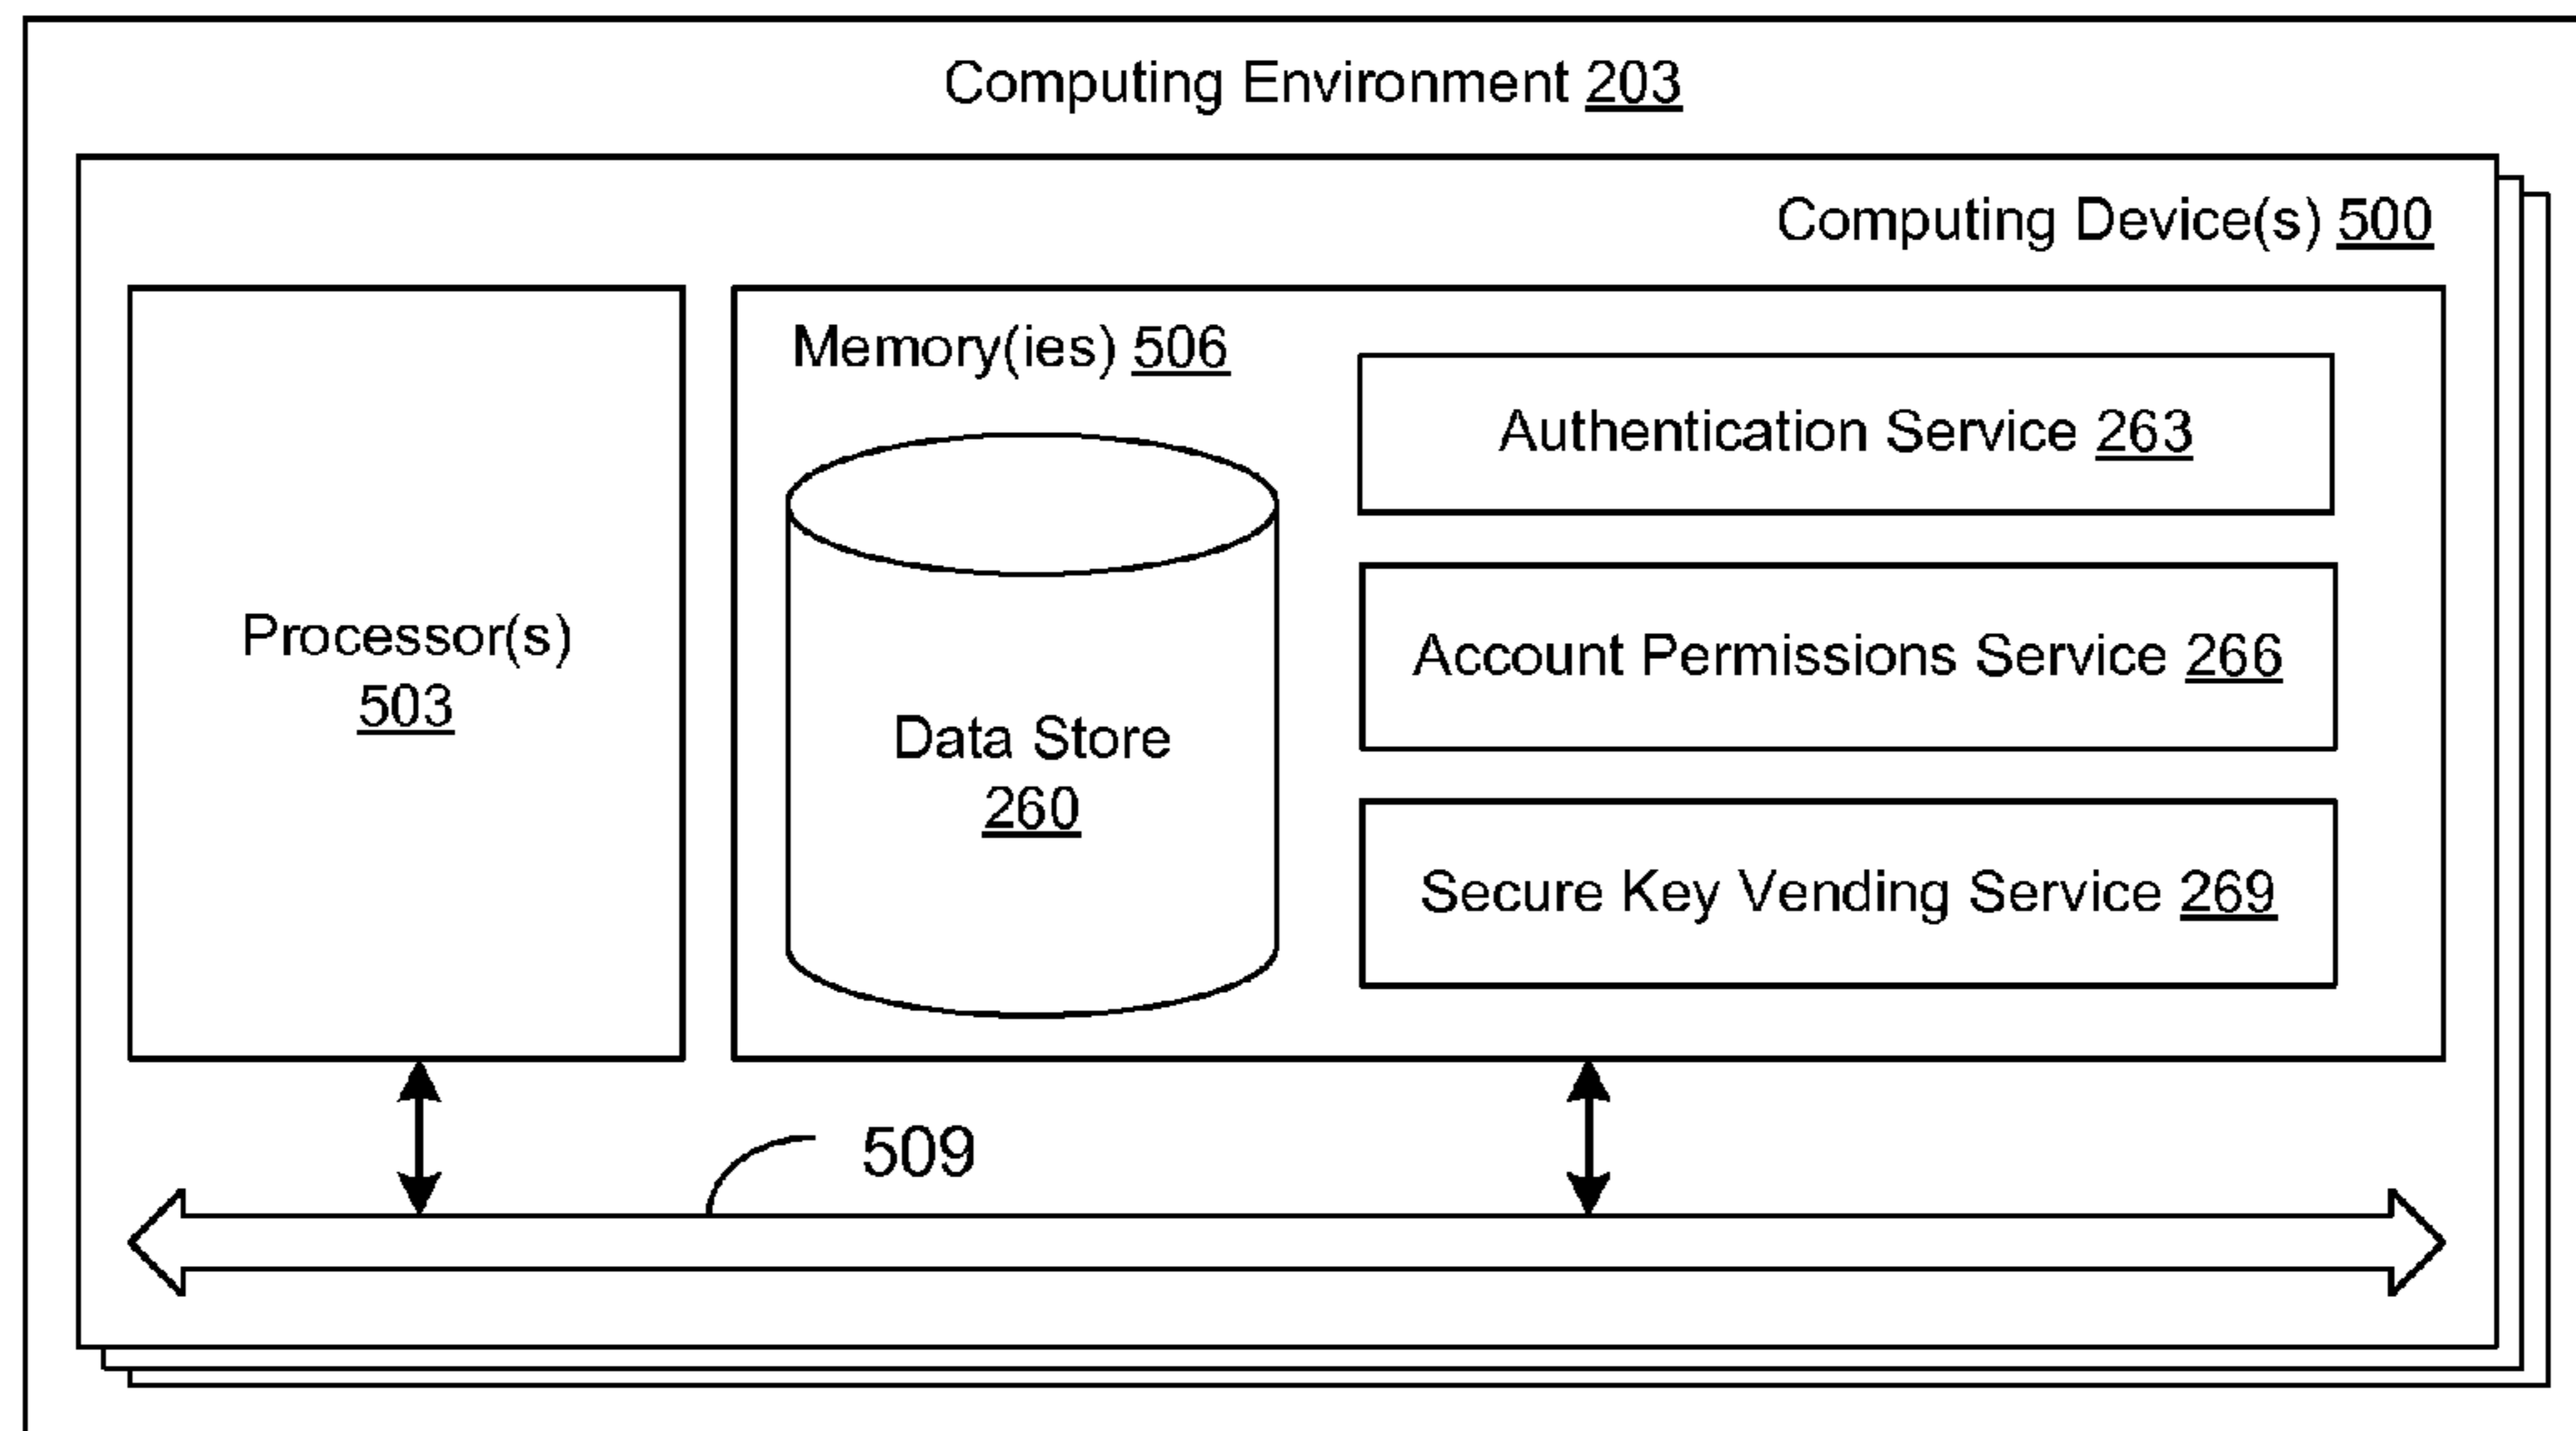 Computing Environment 203
Computing Device(s) 500
Processor(s)
503
Memory(ies) 506
Data Store
260
Authentication Service 263
Account Permissions Service 266
Secure Key Vending Service 269
509